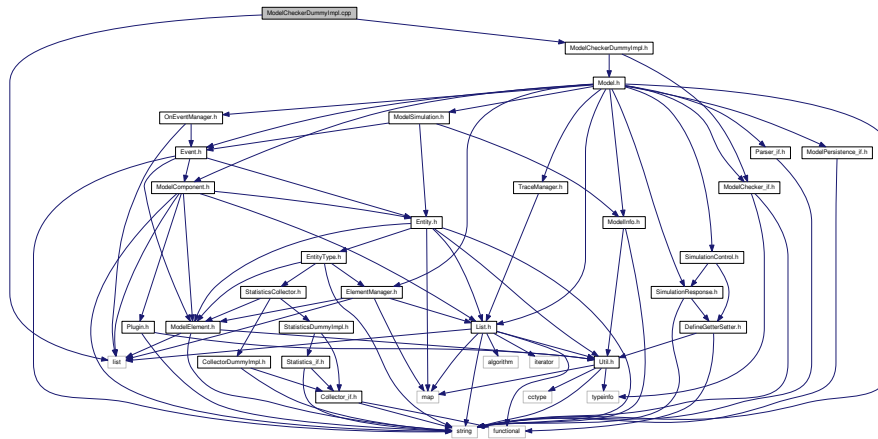 ModelCheckerDummyImpl.cpp
ModelCheckerDummyImpl.h
Model.h
OnEventManager.h
ModelSimulation.h
Event.h
Parser_if.h
ModelPersistence_if.h
ModelComponent.h
TraceManager.h
ModelChecker_if.h
Entity.h
ModelInfo.h
EntityType.h
SimulationControl.h
StatisticsCollector.h
ElementManager.h
SimulationResponse.h
Plugin.h
ModelElement.h
StatisticsDummyImpl.h
List.h
DefineGetterSetter.h
list
CollectorDummyImpl.h
Statistics_if.h
algorithm
iterator
Util.h
Collector_if.h
map
cctype
typeinfo
string
functional